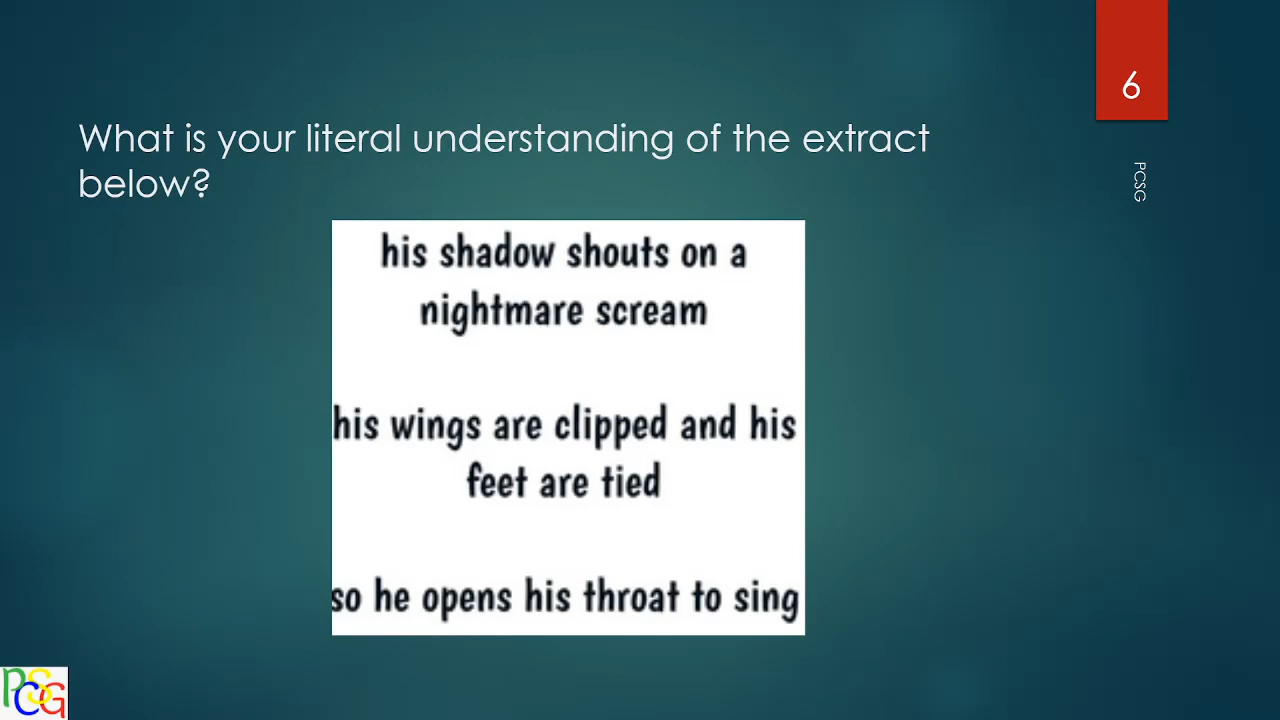 6
What is your literal understanding of the extract
below?
PCSG
his shadow shouts on a
nightmare scream
his wings are clipped and his
feet are tied
so he opens his throat to sing
PCSG